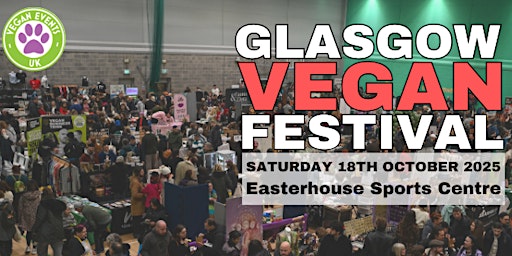 VEGAN EVENTS
UK
GLASGOW
VEGAN
FESTIVAL
SATURDAY 18TH OCTOBER 2025
Easterhouse Sports Centre